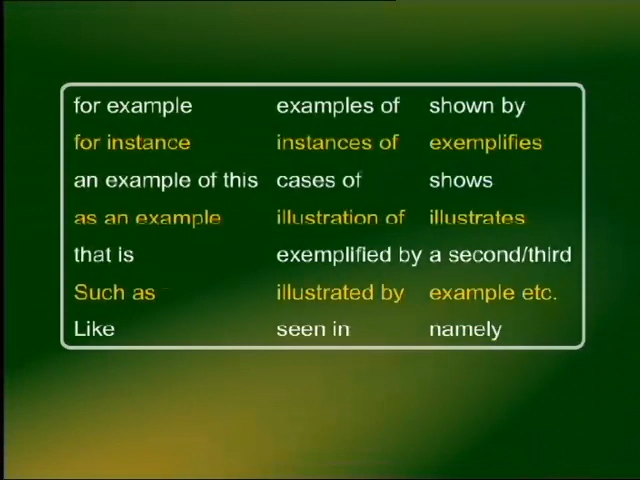 for example examples of shown by
for instance instances of exemplifies
an example of this cases of shows
as an example illustration of illustrates
that is exemplified by a second/third
Such as illustrated by example etc.
Like seen in namely